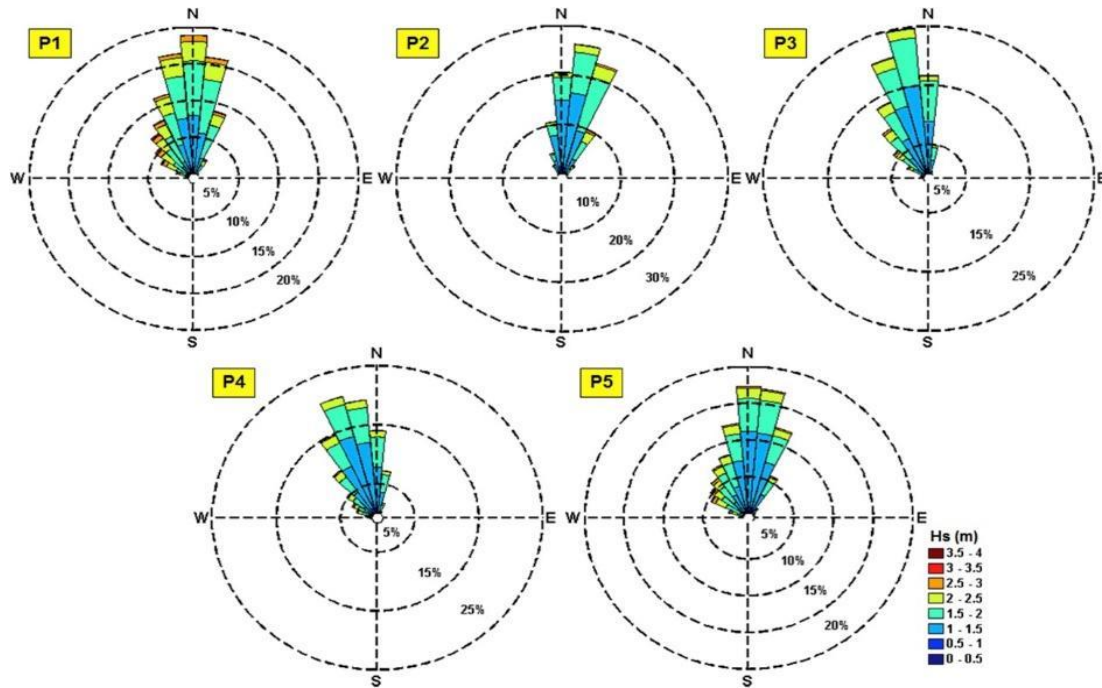 P1
N
W
E
S
5%
10%
15%
20%
P2
N
W
E
S
10%
20%
30%
P3
N
W
E
S
5%
15%
25%
P4
N
W
E
S
5%
15%
25%
P5
N
W
E
S
5%
10%
15%
20%
Hs (m)
3.5 - 4
3 - 3.5
2.5 - 3
2 - 2.5
1.5 - 2
1 - 1.5
0.5 - 1
0 - 0.5